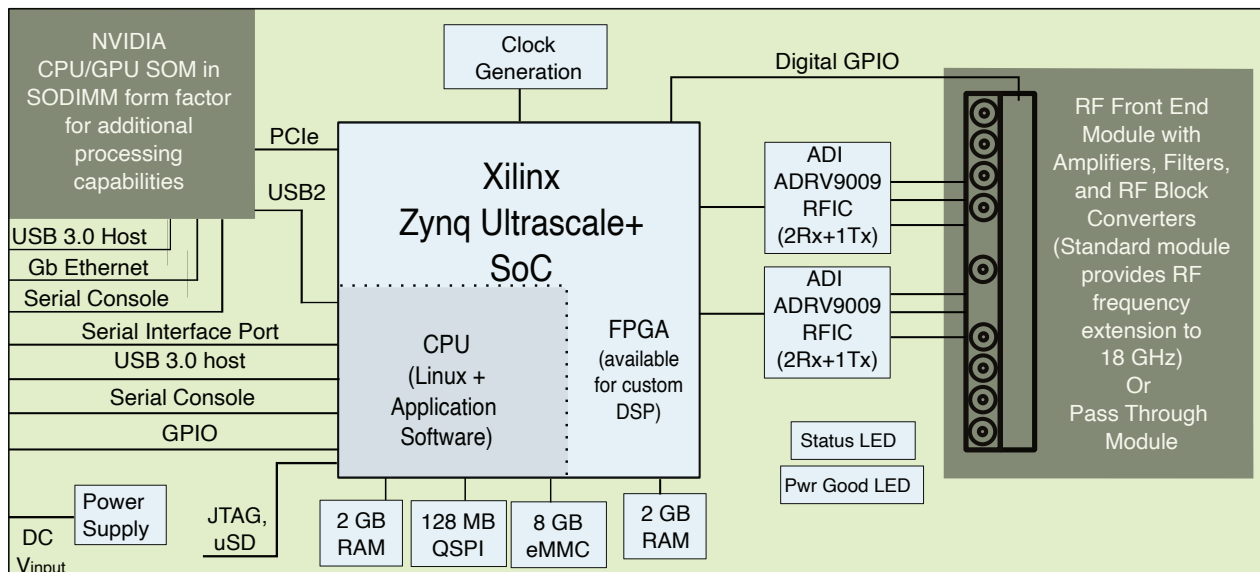 NVIDIA
CPU/GPU SOM in
SODIMM form factor
for additional
processing
capabilities
Clock
Generation
Digital GPIO
PCIe
USB2
USB 3.0 Host
Gb Ethernet
Serial Console
Serial Interface Port
USB 3.0 host
Serial Console
GPIO
Xilinx
Zynq Ultrascale+
SoC
CPU
(Linux +
Application
Software)
FPGA
(available
for custom
DSP)
ADI
ADRV9009
RFIC
(2Rx+1Tx)
ADI
ADRV9009
RFIC
(2Rx+1Tx)
RF Front End
Module with
Amplifiers, Filters,
and RF Block
Converters
(Standard module
provides RF
frequency
extension to
18 GHz)
Or
Pass Through
Module
Status LED
Pwr Good LED
Power
Supply
DC
Vinput
JTAG,
uSD
2 GB
RAM
128 MB
QSPI
8 GB
eMMC
2 GB
RAM